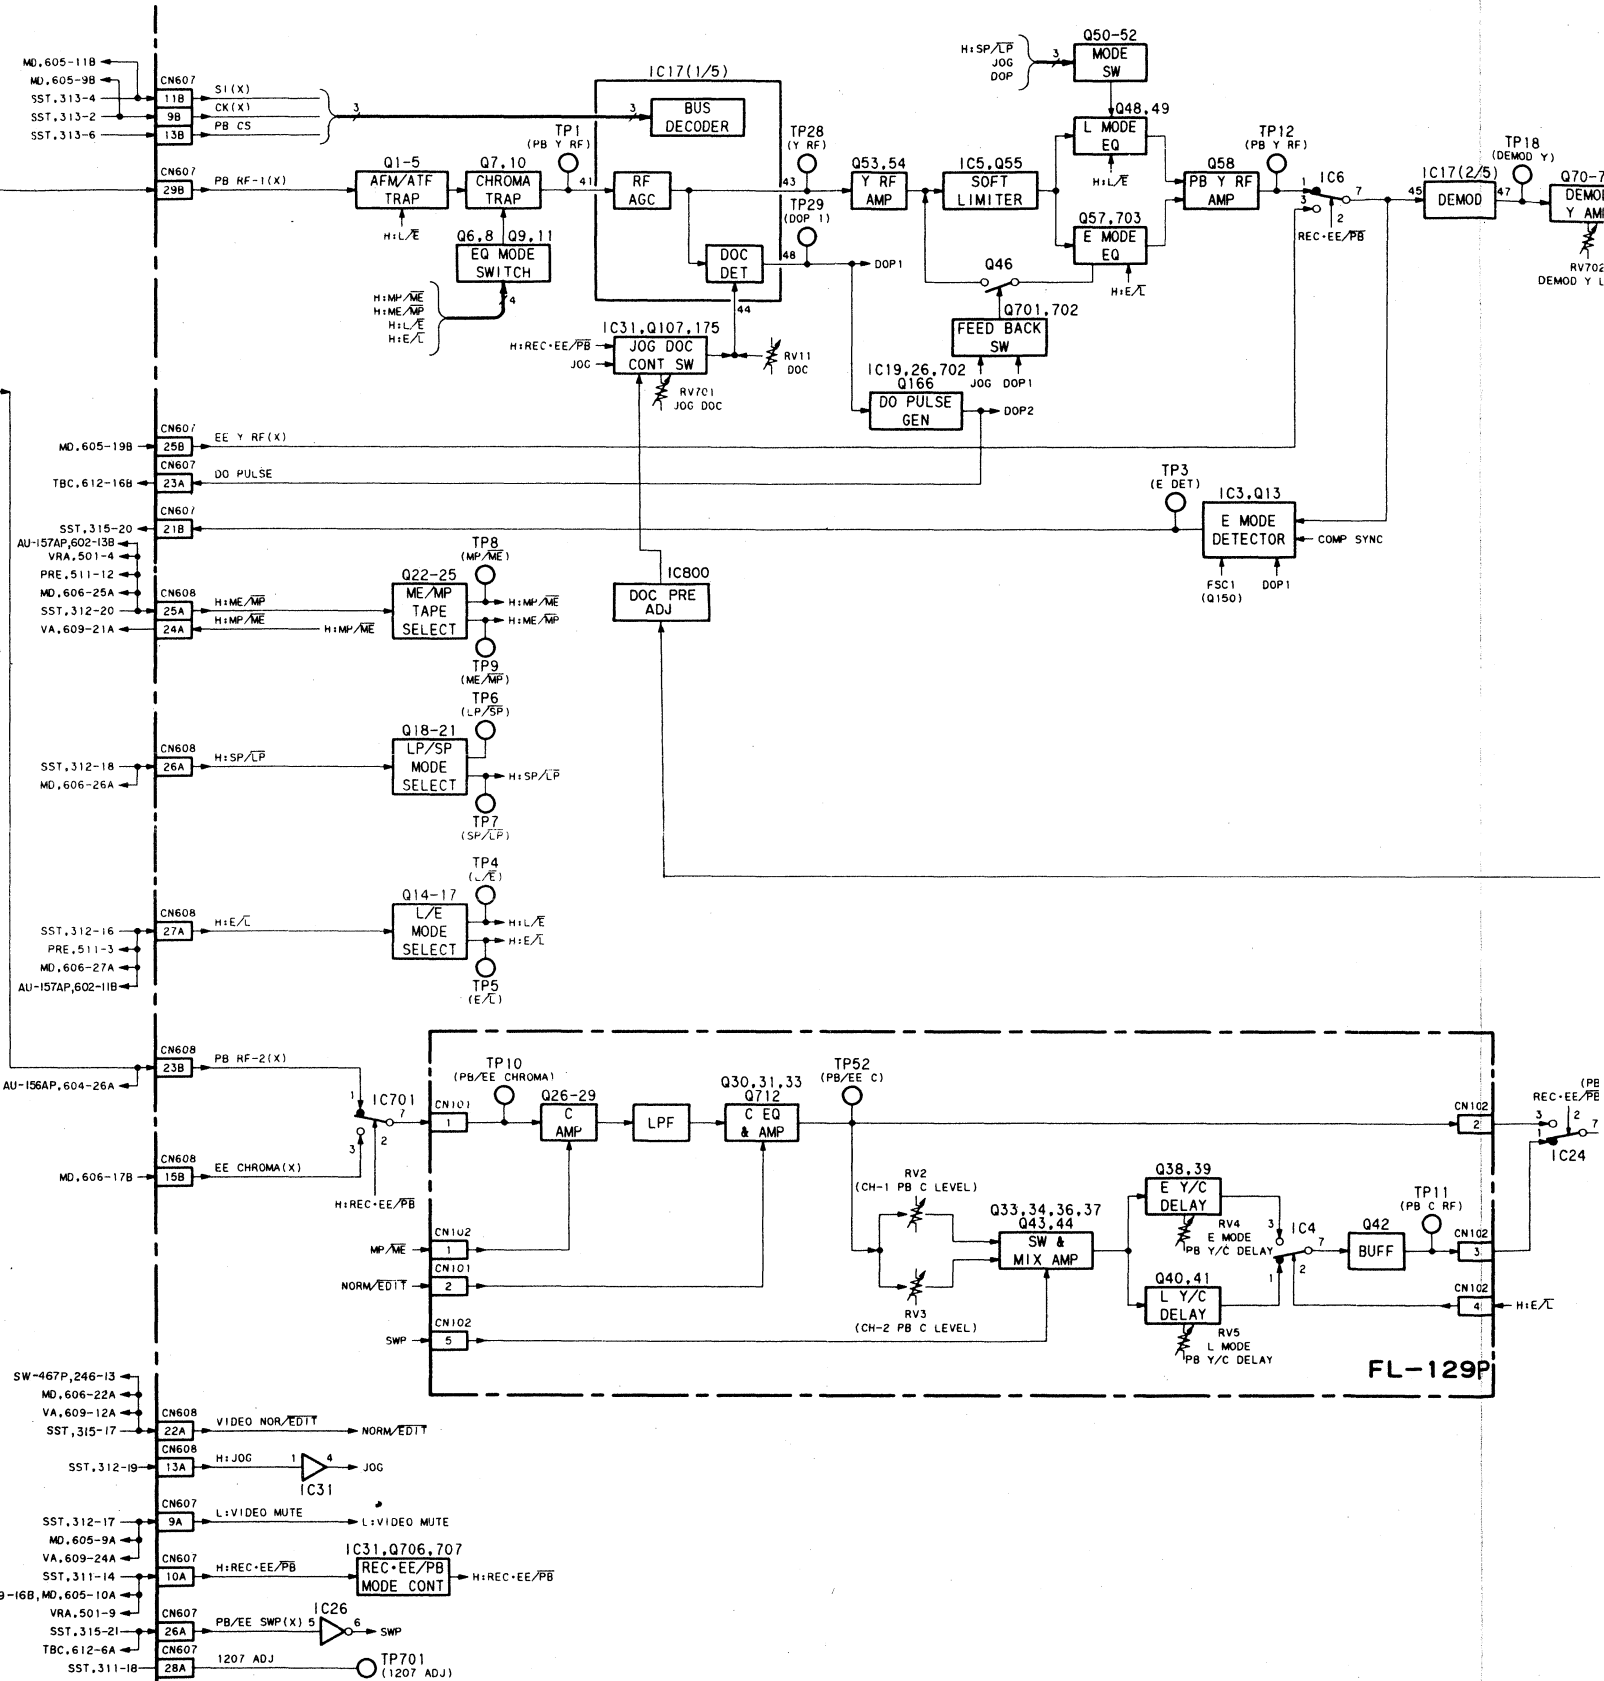 MD.605-11B
MD.605-9B
SST.313-4
SST.313-2
SST.313-6
CN607
11B
9B
13B
SI(X)
CK(X)
PB CS
3
3
IC17(1/5)
BUS
DECODER
CN607
29B
PB RF-1(X)
Q1-5
AFM/ATF
TRAP
H:L/E
Q7,10
CHROMA
TRAP
Q6,8 Q9,11
EQ MODE
SWITCH
4
H:MP/ME
H:ME/MP
H:L/E
H:E/L
TP1
(PB Y RF)
41
RF
AGC
DOC
DET
43
48
44
TP28
(Y RF)
TP29
(DOP 1)
DOP1
IC31,Q107,175
JOG DOC
CONT SW
H:REC·EE/PB
JOG
RV701
JOG DOC
RV11
DOC
Q53,54
Y RF
AMP
IC5,Q55
SOFT
LIMITER
H:SP/LP
JOG
DOP
3
Q50-52
MODE
SW
Q48,49
L MODE
EQ
H:L/E
Q57,703
E MODE
EQ
H:E/L
Q46
Q701,702
FEED BACK
SW
JOG DOP1
IC19,26,702
Q166
DO PULSE
GEN
DOP2
Q58
PB Y RF
AMP
TP12
(PB Y RF)
1
3
IC6
7
2
REC·EE/PB
45
IC17(2/5)
DEMOD
47
TP18
(DEMOD Y)
Q70-7
DEMOD
Y AMP
RV702
DEMOD Y L
MD.605-19B
CN607
25B
EE Y RF(X)
TBC.612-16B
CN607
23A
DO PULSE
SST.315-20
CN607
21B
TP3
(E DET)
IC3,Q13
E MODE
DETECTOR
COMP SYNC
FSC1
(Q150)
DOP1
AU-157AP,602-13B
VRA.501-4
PRE.511-12
MD.606-25A
SST.312-20
VA.609-21A
CN608
25A
24A
H:ME/MP
H:MP/ME
H:MP/ME
Q22-25
ME/MP
TAPE
SELECT
TP8
(MP/ME)
H:MP/ME
H:ME/MP
TP9
(ME/MP)
IC800
DOC PRE
ADJ
SST.312-18
MD.606-26A
CN608
26A
H:SP/LP
Q18-21
LP/SP
MODE
SELECT
TP6
(LP/SP)
H:SP/LP
TP7
(SP/LP)
SST.312-16
PRE.511-3
MD.606-27A
AU-157AP,602-11B
CN608
27A
H:E/L
Q14-17
L/E
MODE
SELECT
TP4
(L/E)
H:L/E
H:E/L
TP5
(E/L)
AU-156AP,604-26A
CN608
23B
PB RF-2(X)
MD.606-17B
CN608
15B
EE CHROMA(X)
1
3
IC701
7
2
H:REC·EE/PB
CN101
1
TP10
(PB/EE CHROMA)
Q26-29
C
AMP
LPF
Q30,31,33
Q712
C EQ
& AMP
TP52
(PB/EE C)
MP/ME
CN102
1
NORM/EDIT
CN101
2
SWP
CN102
5
RV2
(CH-1 PB C LEVEL)
RV3
(CH-2 PB C LEVEL)
Q33,34,36,37
Q43,44
SW &
MIX AMP
Q38,39
E Y/C
DELAY
RV4
E MODE
PB Y/C DELAY
Q40,41
L Y/C
DELAY
RV5
L MODE
PB Y/C DELAY
3
1
IC4
7
2
Q42
BUFF
TP11
(PB C RF)
CN102
2
CN102
3
CN102
4
H:E/L
(PB
REC·EE/PB
3
2
1
7
IC24
FL-129P
SW-467P,246-13
MD.606-22A
VA.609-12A
SST.315-17
CN608
22A
VIDEO NOR/EDIT
NORM/EDIT
SST.312-19
CN608
13A
H:JOG
1
4
IC31
JOG
SST.312-17
MD.605-9A
VA.609-24A
CN607
9A
L:VIDEO MUTE
L:VIDEO MUTE
SST.311-14
9-16B,MD.605-10A
VRA.501-9
CN607
10A
H:REC·EE/PB
IC31,Q706,707
REC·EE/PB
MODE CONT
H:REC·EE/PB
SST.315-21
TBC.612-6A
CN607
26A
PB/EE SWP(X)
5
IC26
6
SWP
SST.311-18
CN607
28A
1207 ADJ
TP701
(1207 ADJ)